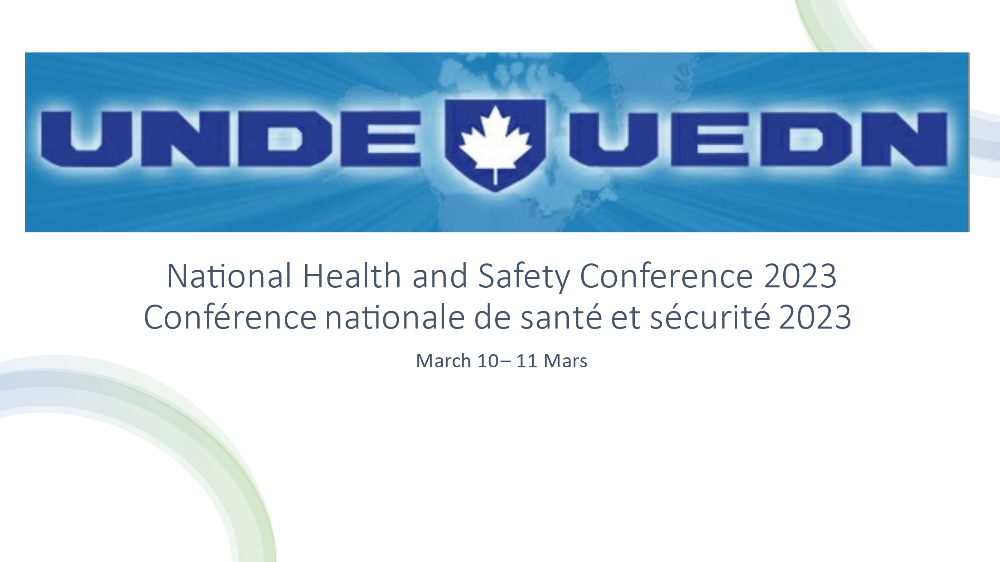 UNDE UEDN
National Health and Safety Conference 2023
Conférence nationale de santé et sécurité 2023
March 10 – 11 Mars